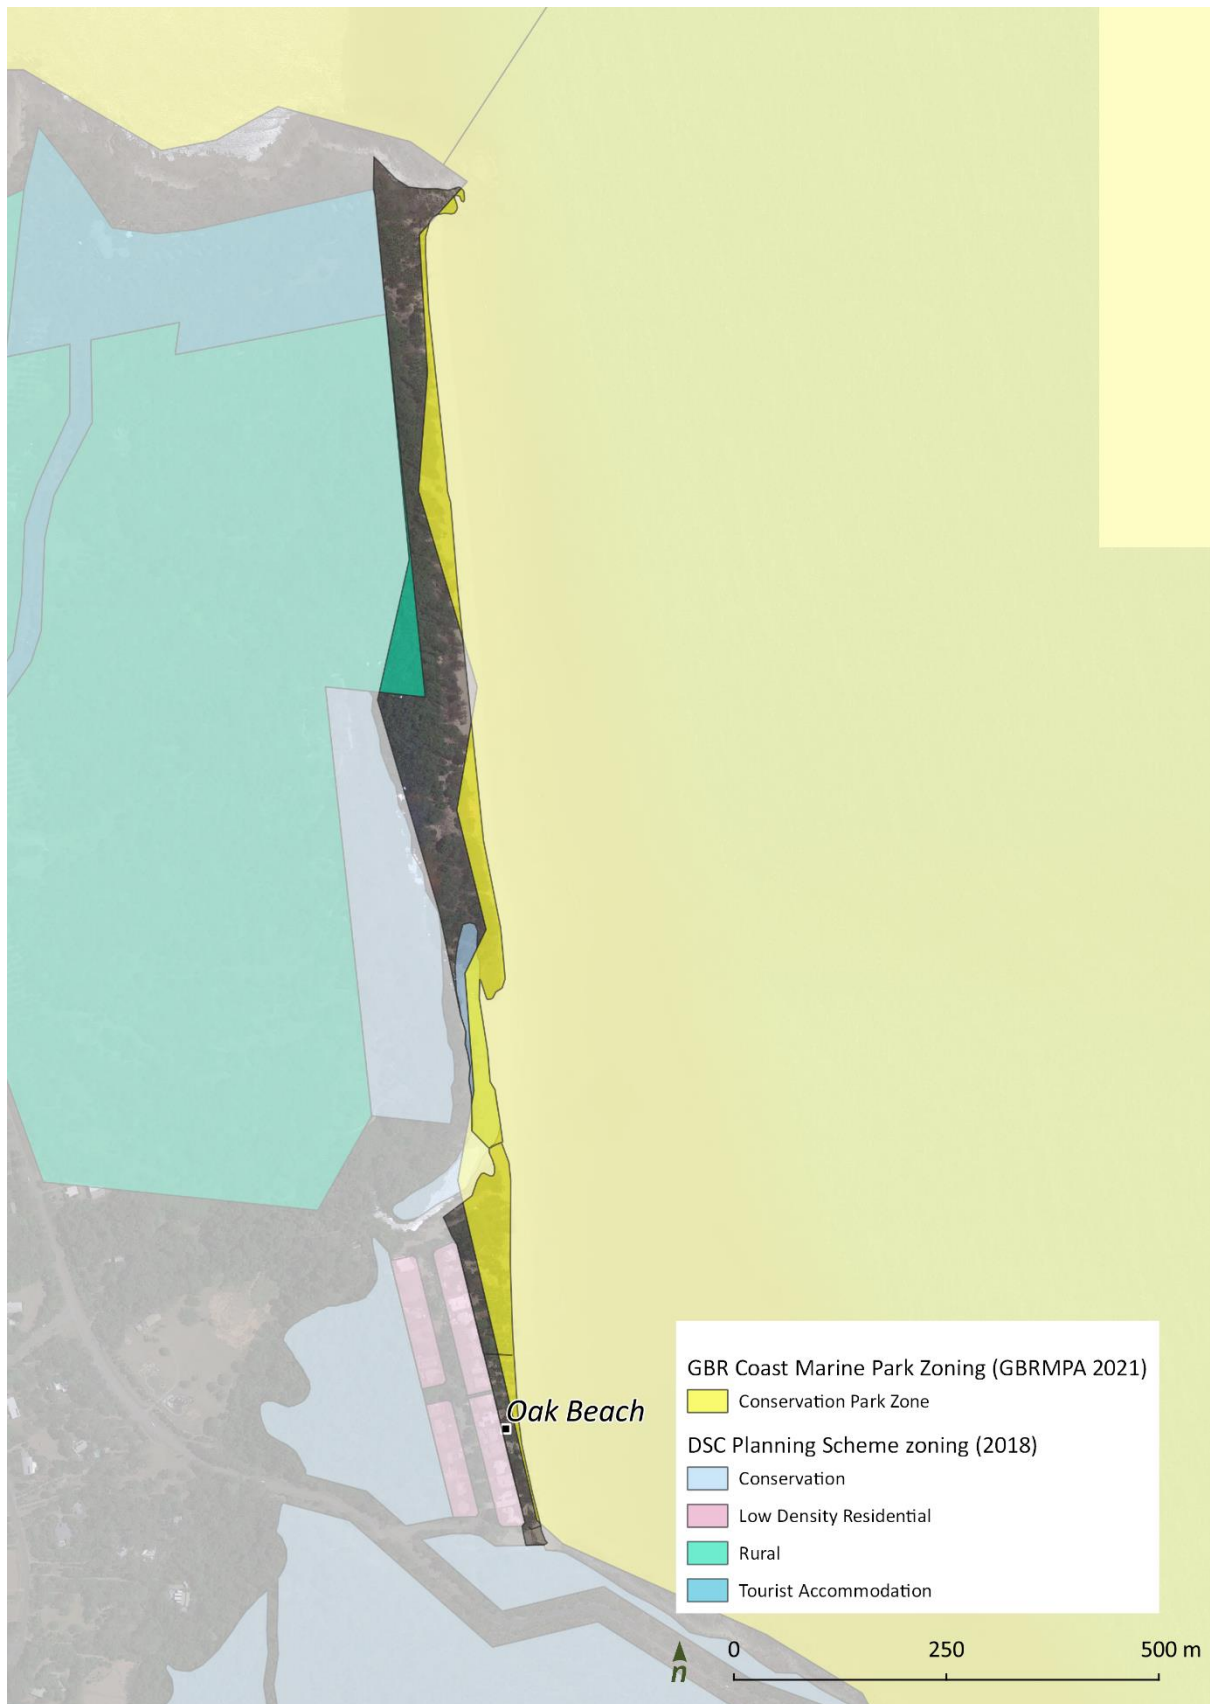 Oak Beach
GBR Coast Marine Park Zoning (GBRMPA 2021)
Conservation Park Zone
DSC Planning Scheme zoning (2018)
Conservation
Low Density Residential
Rural
Tourist Accommodation
n
0 250 500 m